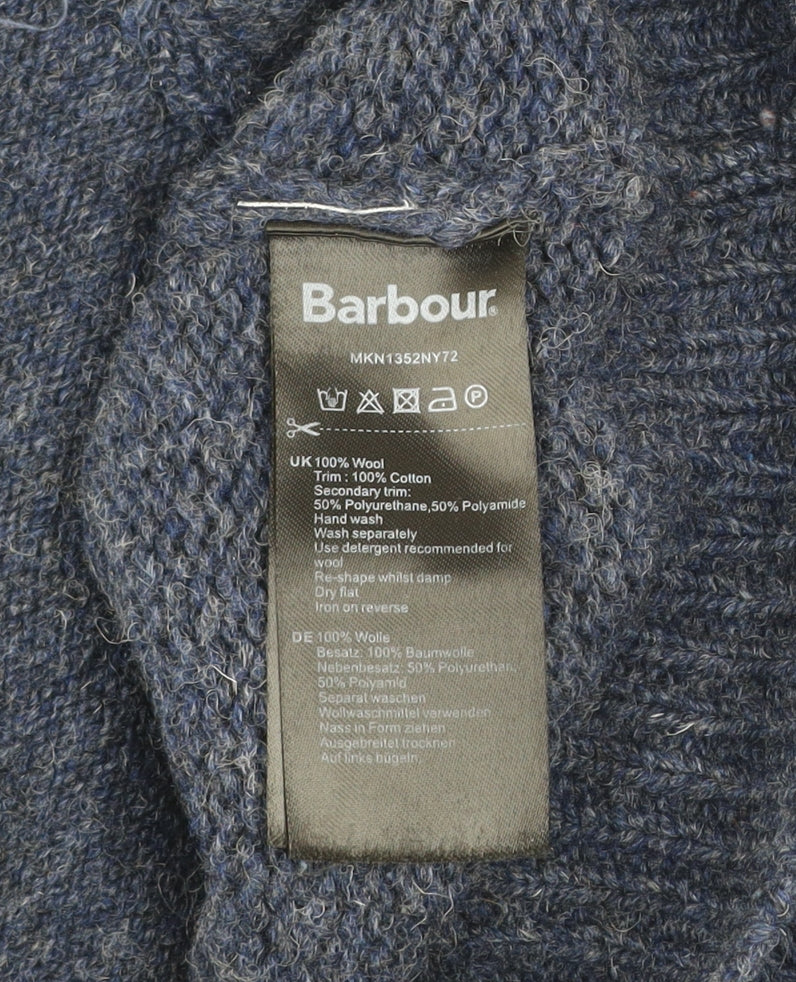 Barbour®
MKN1352NY72
P
UK 100% Wool
Trim : 100% Cotton
Secondary trim:
50% Polyurethane,50% Polyamide
Hand wash
Wash separately
Use detergent recommended for
wool
Re-shape whilst damp
Dry flat
Iron on reverse
DE 100% Wolle
Besatz: 100% Baumwolle
Nebenbesatz: 50% Polyurethan,
50% Polyamid
Separat waschen
Wollwaschmittel verwenden
Nass in Form ziehen
Ausgebreitet trocknen
Auf links bügeln.